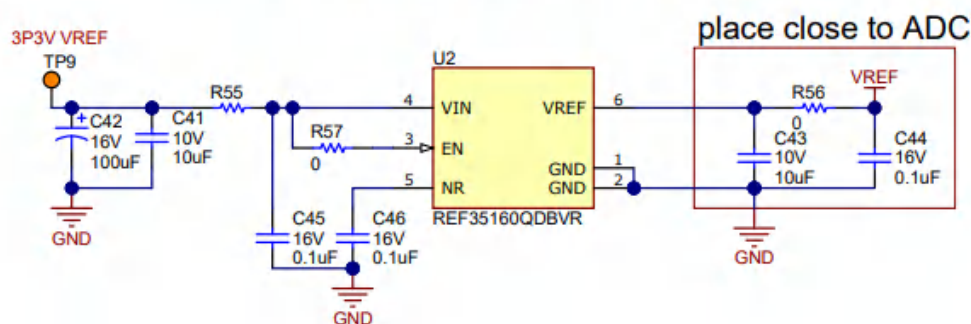 place close to ADC
3P3V VREF
TP9
R55
U2
VREF
C42
16V
100uF
C41
10V
10uF
4
VIN
VREF
6
R56
0
R57
0
3
EN
C43
10V
10uF
C44
16V
0.1uF
GND
1
GND
2
5
NR
REF35160QDBVR
C45
16V
0.1uF
C46
16V
0.1uF
GND
GND
GND